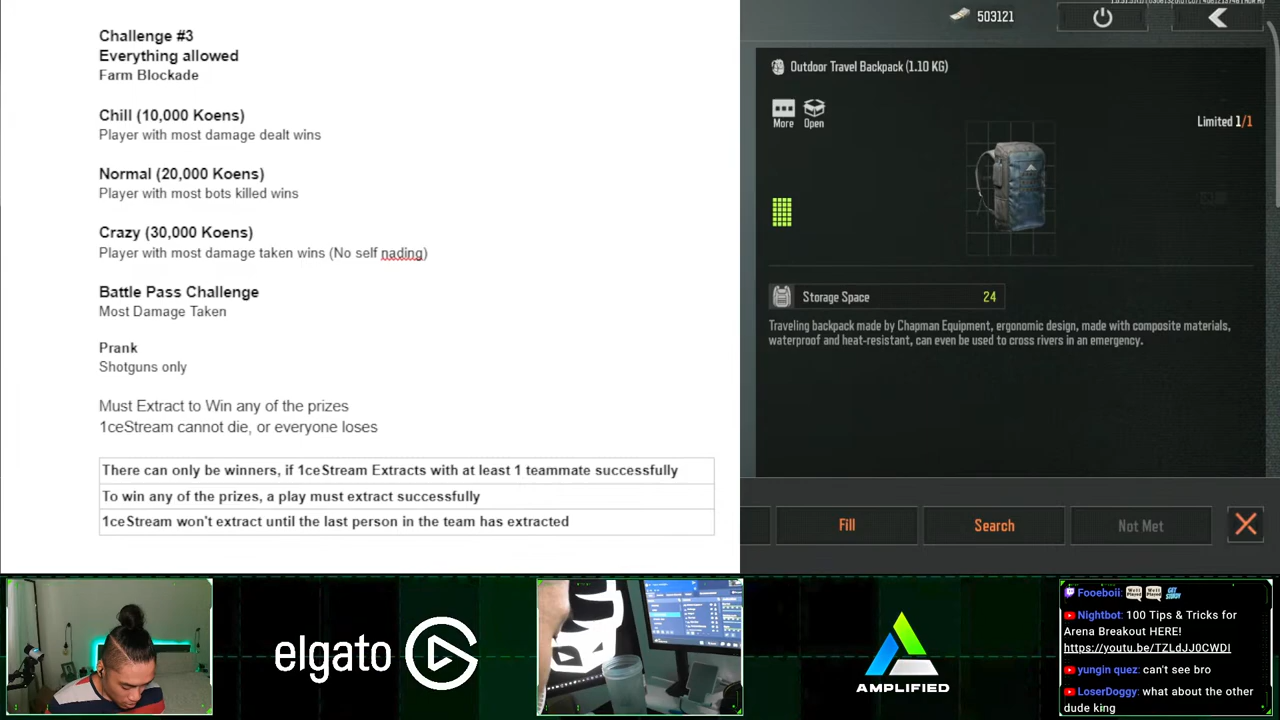 Challenge #3
Everything allowed
Farm Blockade
Chill (10,000 Koens)
Player with most damage dealt wins
Normal (20,000 Koens)
Player with most bots killed wins
Crazy (30,000 Koens)
Player with most damage taken wins (No self nading)
Battle Pass Challenge
Most Damage Taken
Prank
Shotguns only
Must Extract to Win any of the prizes
1ceStream cannot die, or everyone loses
There can only be winners, if 1ceStream Extracts with at least 1 teammate successfully
To win any of the prizes, a play must extract successfully
1ceStream won't extract until the last person in the team has extracted
503121
Outdoor Travel Backpack (1.10 KG)
More
Open
Limited 1/1
Storage Space 24
Traveling backpack made by Chapman Equipment, ergonomic design, made with composite materials,
waterproof and heat-resistant, can even be used to cross rivers in an emergency.
Fill
Search
Not Met
elgato
AMPLIFIED
Fooeboii:
Nightbot: 100 Tips & Tricks for
Arena Breakout HERE!
https://youtu.be/TZLdJJ0CWDI
yungin quez: can't see bro
LoserDoggy: what about the other
dude king